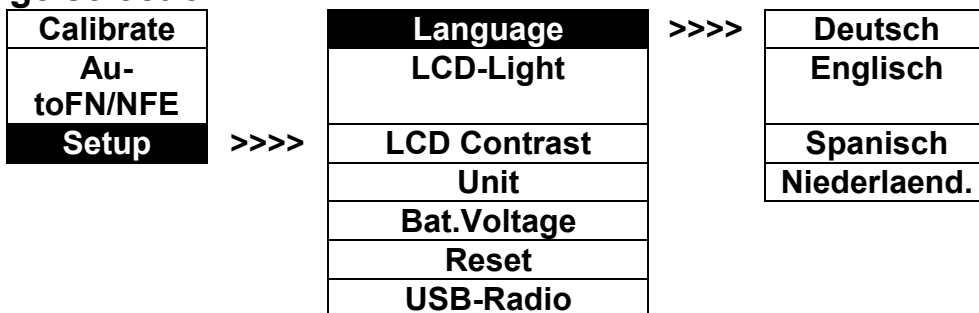 Calibrate Language >>>> Deutsch
Au- LCD-Light Englisch
toFN/NFE
Setup >>>> LCD Contrast Spanisch
Unit Niederlaend.
Bat.Voltage
Reset
USB-Radio